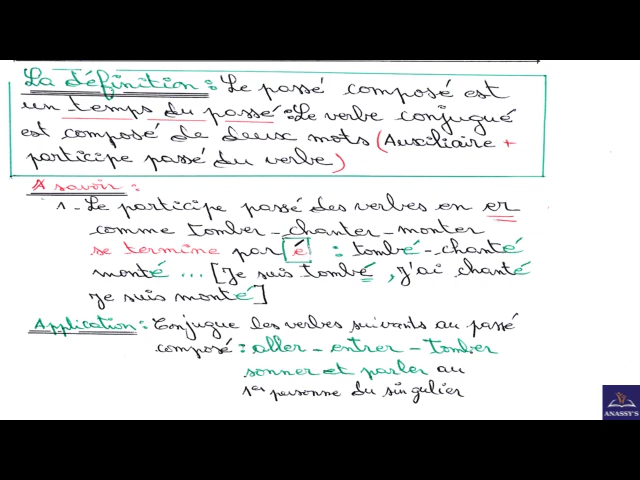 La définition : Le passé composé est
un temps du passé : Le verbe conjugué
est composé de deux mots (Auxiliaire +
participe passé du verbe)
A savoir :
1 - Le participe passé des verbes en er
comme tomber - chanter - monter
se termine par é : tombé - chanté
monté ... [Je suis tombé, j'ai chanté
je suis monté]
Application : Conjugue les verbes suivants au passé
composé : aller - entrer - tomber
sonner et parler au
1ère personne du singulier
ANASSY'S